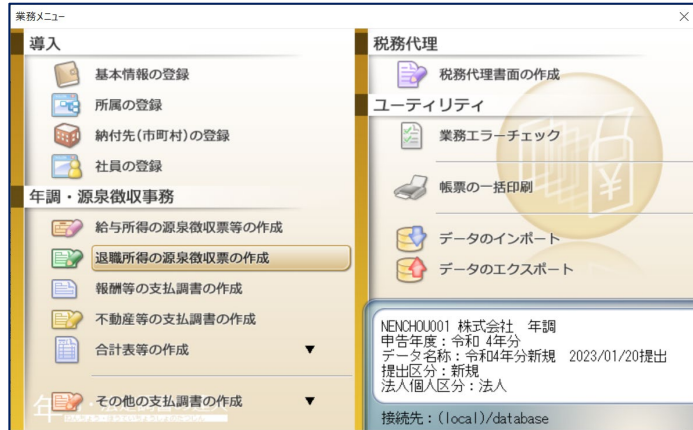 業務メニュー
導入
基本情報の登録
所属の登録
納付先(市町村)の登録
社員の登録
年調・源泉徴収事務
給与所得の源泉徴収票等の作成
退職所得の源泉徴収票の作成
報酬等の支払調書の作成
不動産等の支払調書の作成
合計表等の作成 ▼
その他の支払調書の作成 ▼
税務代理
税務代理書面の作成
ユーティリティ
業務エラーチェック
帳票の一括印刷
データのインポート
データのエクスポート
NENCHOU001 株式会社 年調
申告年度：令和 4年分
データ名称：令和4年分新規 2023/01/20提出
提出区分：新規
法人個人区分：法人
接続先：(local)/database